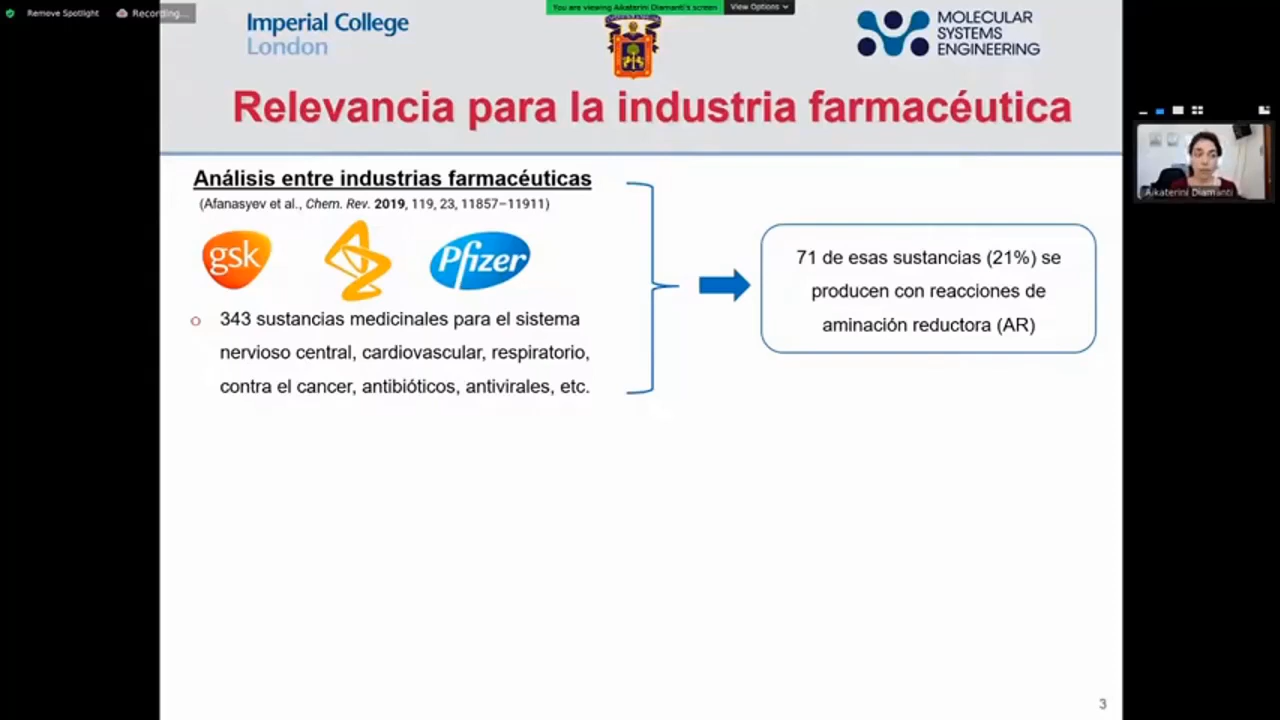 Remove Spotlight
Recording...
You are viewing Aikaterini Diamanti's screen
View Options
Imperial College
London
MOLECULAR
SYSTEMS
ENGINEERING
Relevancia para la industria farmacéutica
Análisis entre industrias farmacéuticas
(Afanasyev et al., Chem. Rev. 2019, 119, 23, 11857−11911)
gsk
Pfizer
o 343 sustancias medicinales para el sistema
nervioso central, cardiovascular, respiratorio,
contra el cancer, antibióticos, antivirales, etc.
71 de esas sustancias (21%) se
producen con reacciones de
aminación reductora (AR)
Aikaterini Diamanti
3